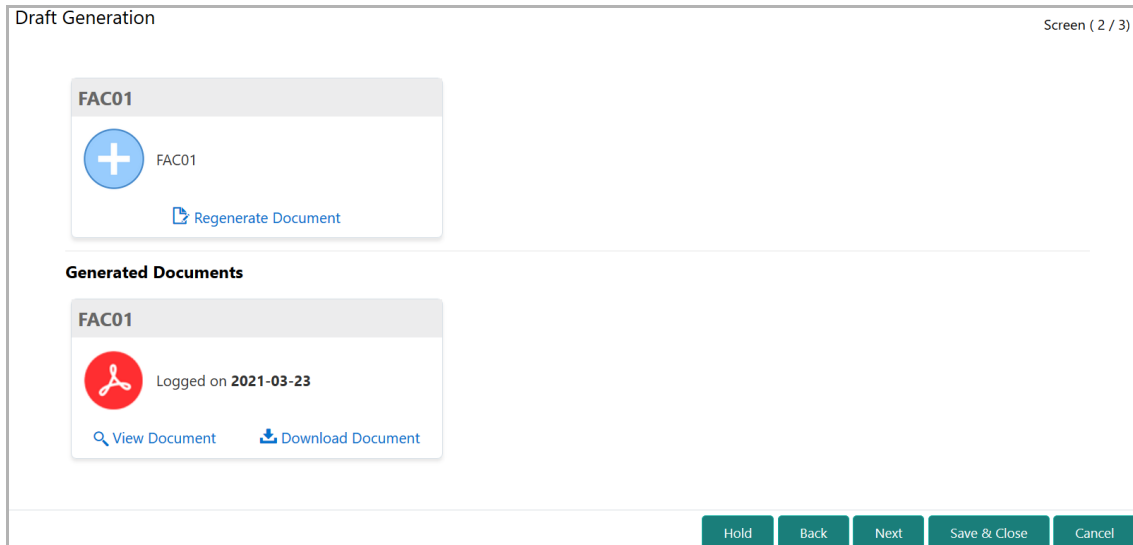 Draft Generation
Screen ( 2 / 3)
FAC01
FAC01
Regenerate Document
Generated Documents
FAC01
Logged on 2021-03-23
View Document Download Document
Hold Back Next Save & Close Cancel